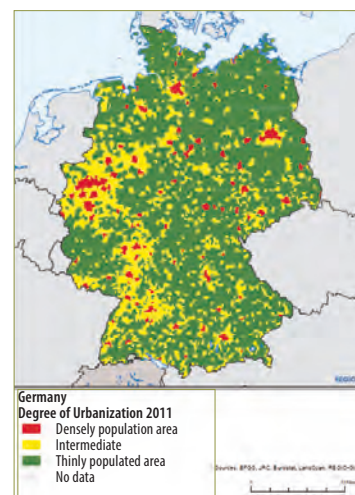 Germany
Degree of Urbanization 2011
Densely population area
Intermediate
Thinly populated area
No data